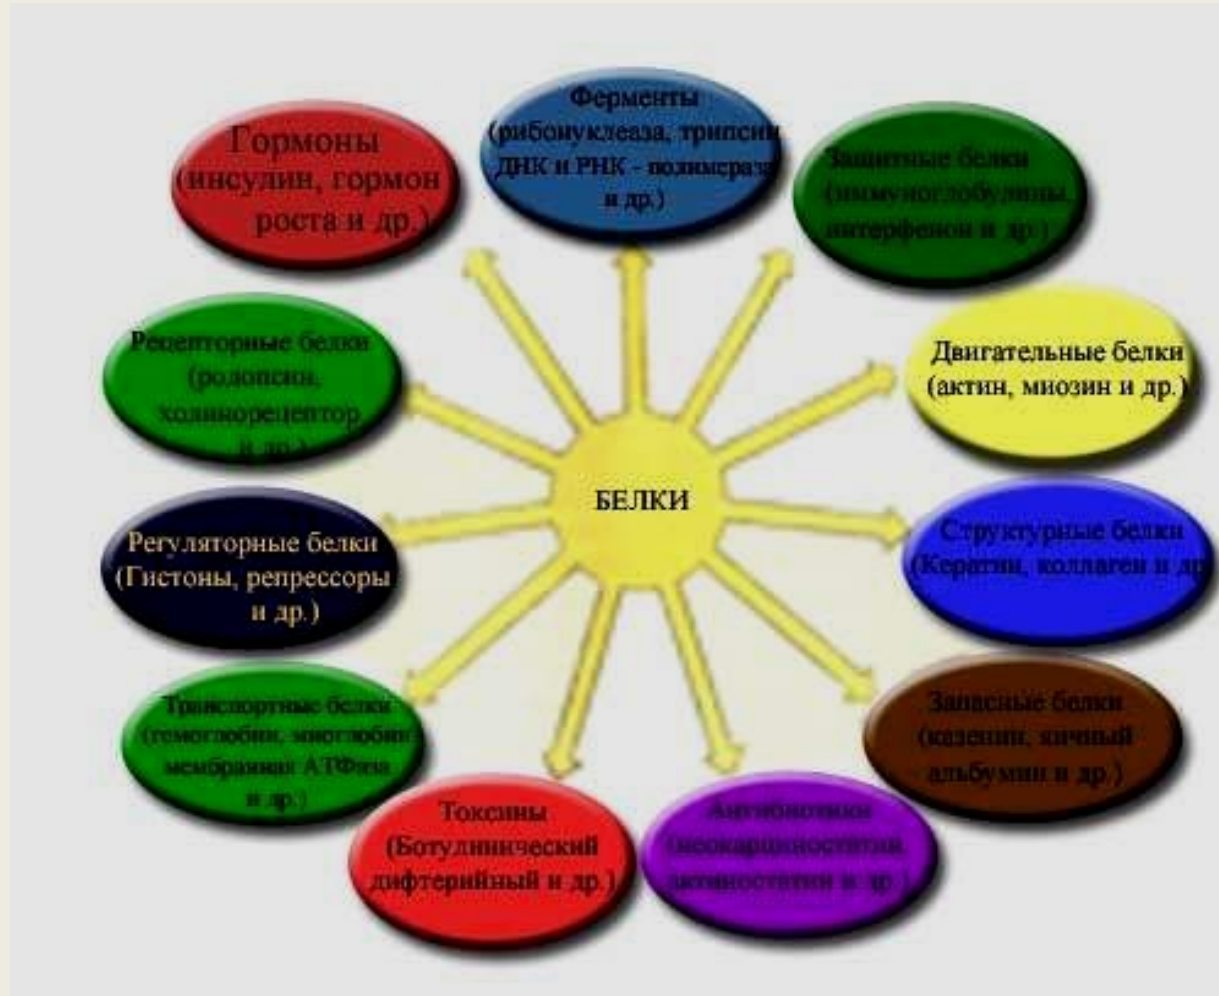 Ферменты
(рибонуклеаза, трипсин
ДНК и РНК - полимераза
и др.)
Гормоны
(инсулин, гормон
роста и др.)
Защитные белки
(иммуноглобулины,
интерфенон и др.)
Рецепторные белки
(родопсин,
холинорецептор
и др.)
Двигательные белки
(актин, миозин и др.)
БЕЛКИ
Регуляторные белки
(Гистоны, репрессоры
и др.)
Структурные белки
(Кератин, коллаген и др
Транспортные белки
(гемоглобин, миоглобин
мембранная АТФаза
и др.)
Запасные белки
(казеин, яичный
альбумин и др.)
Токсины
(Ботулинический
дифтерийный и др.)
Антибиотики
(неокарциностатин,
актиностатин и др.)